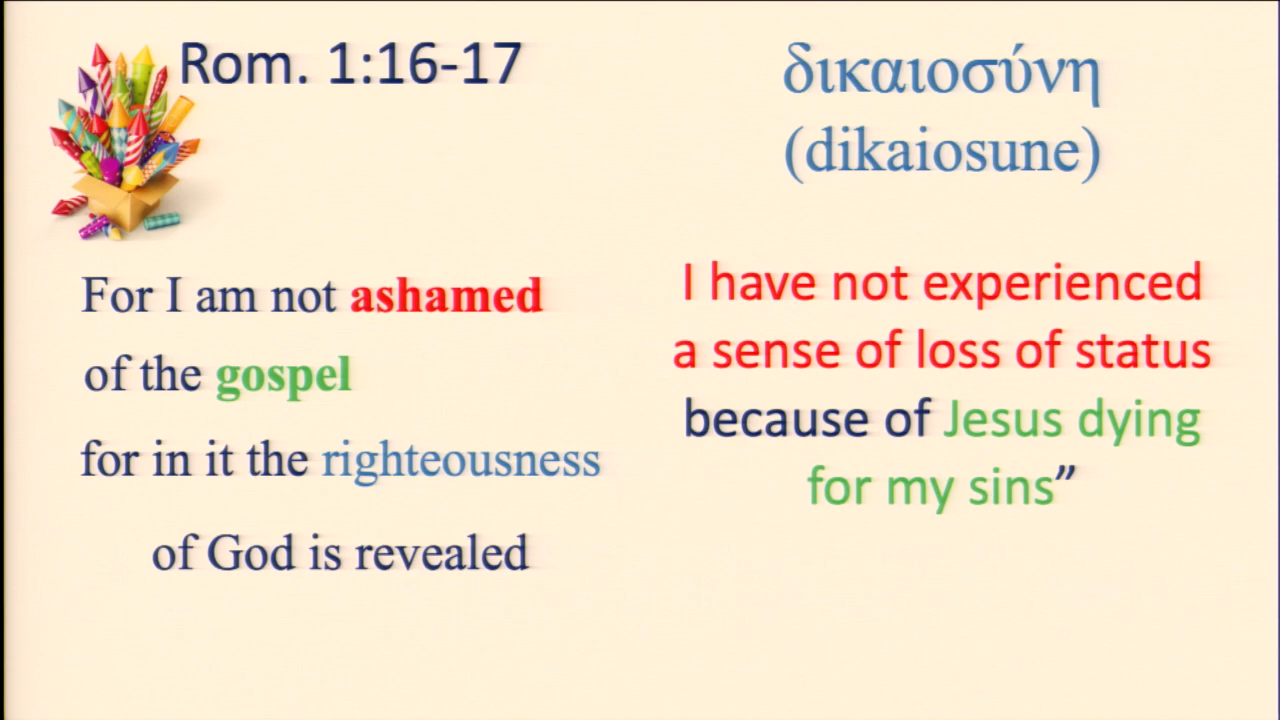 Rom. 1:16-17
For I am not ashamed
of the gospel
for in it the righteousness
of God is revealed
δικαιοσύνη
(dikaiosune)
I have not experienced
a sense of loss of status
because of Jesus dying
for my sins”